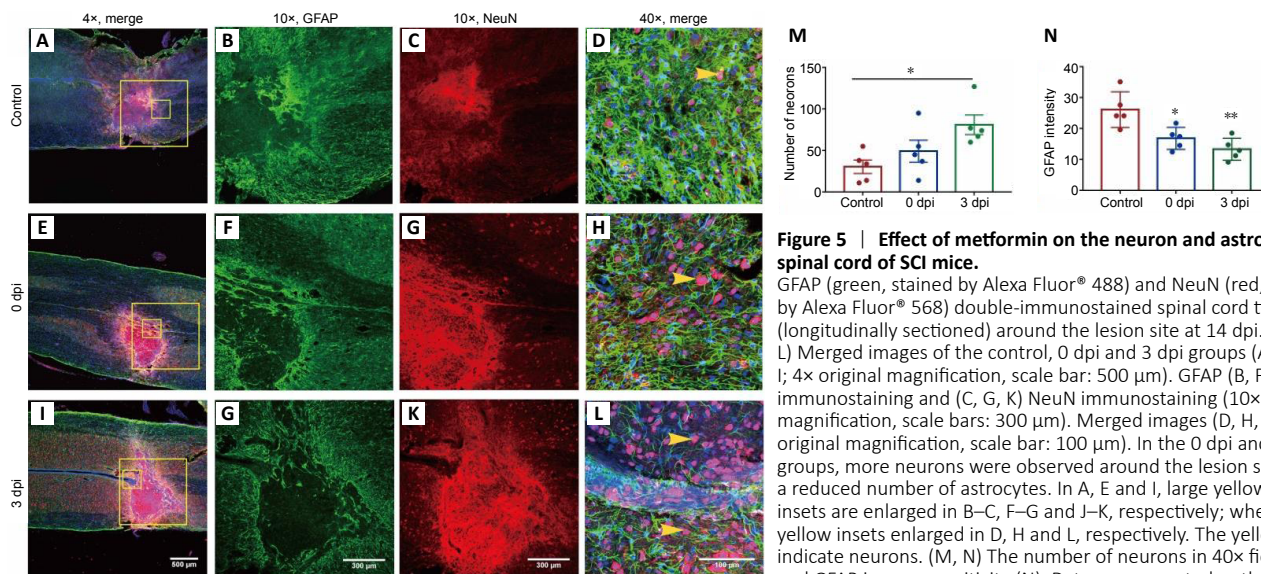 4×, merge
10×, GFAP
10×, NeuN
40×, merge
Control
A
B
C
D
0 dpi
E
F
G
H
3 dpi
I
G
K
L
500 μm
300 μm
300 μm
100 μm
M
Number of neorons
150
100
50
0
*
Control
0 dpi
3 dpi
N
GFAP intensity
40
30
20
10
0
*
**
Control
0 dpi
3 dpi
Figure 5 | Effect of metformin on the neuron and astro
spinal cord of SCI mice.
GFAP (green, stained by Alexa Fluor® 488) and NeuN (red,
by Alexa Fluor® 568) double-immunostained spinal cord t
(longitudinally sectioned) around the lesion site at 14 dpi.
L) Merged images of the control, 0 dpi and 3 dpi groups (A
I; 4× original magnification, scale bar: 500 μm). GFAP (B, F
immunostaining and (C, G, K) NeuN immunostaining (10×
magnification, scale bars: 300 μm). Merged images (D, H,
original magnification, scale bar: 100 μm). In the 0 dpi and
groups, more neurons were observed around the lesion s
a reduced number of astrocytes. In A, E and I, large yellow
insets are enlarged in B–C, F–G and J–K, respectively; whe
yellow insets enlarged in D, H and L, respectively. The yell
indicate neurons. (M, N) The number of neurons in 40× fi